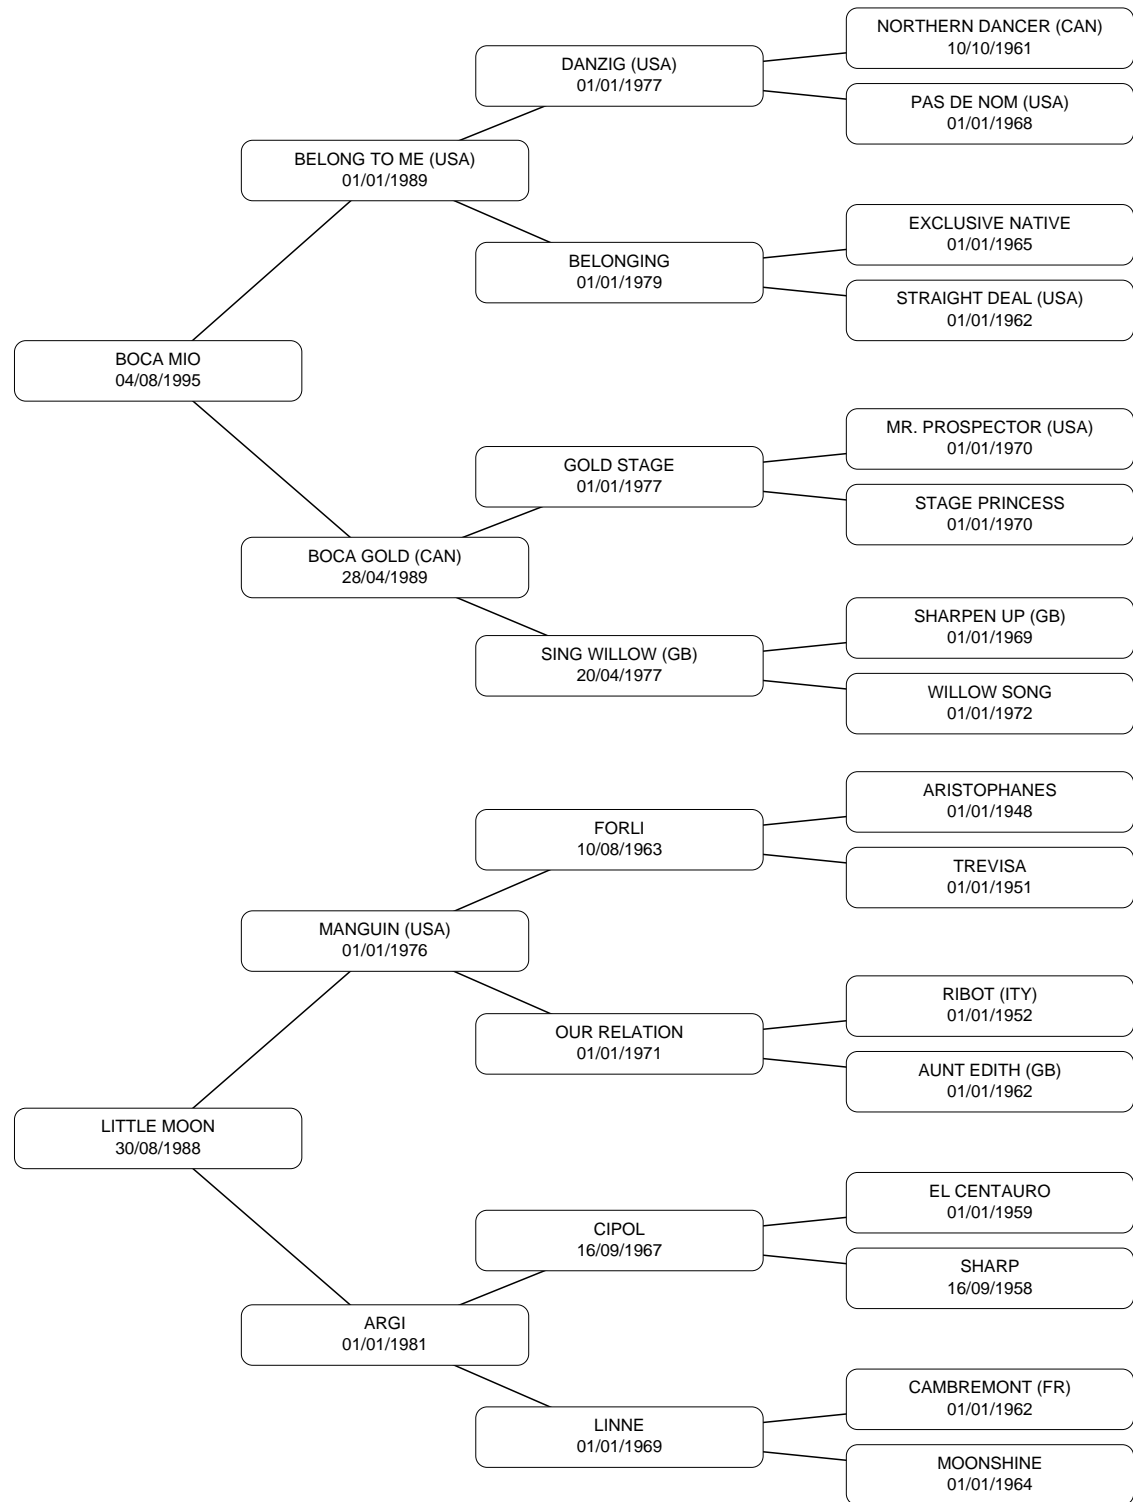 NORTHERN DANCER (CAN)
10/10/1961
DANZIG (USA)
01/01/1977
PAS DE NOM (USA)
01/01/1968
BELONG TO ME (USA)
01/01/1989
EXCLUSIVE NATIVE
01/01/1965
BELONGING
01/01/1979
STRAIGHT DEAL (USA)
01/01/1962
BOCA MIO
04/08/1995
MR. PROSPECTOR (USA)
01/01/1970
GOLD STAGE
01/01/1977
STAGE PRINCESS
01/01/1970
BOCA GOLD (CAN)
28/04/1989
SHARPEN UP (GB)
01/01/1969
SING WILLOW (GB)
20/04/1977
WILLOW SONG
01/01/1972
ARISTOPHANES
01/01/1948
FORLI
10/08/1963
TREVISA
01/01/1951
MANGUIN (USA)
01/01/1976
RIBOT (ITY)
01/01/1952
OUR RELATION
01/01/1971
AUNT EDITH (GB)
01/01/1962
LITTLE MOON
30/08/1988
EL CENTAURO
01/01/1959
CIPOL
16/09/1967
SHARP
16/09/1958
ARGI
01/01/1981
CAMBREMONT (FR)
01/01/1962
LINNE
01/01/1969
MOONSHINE
01/01/1964